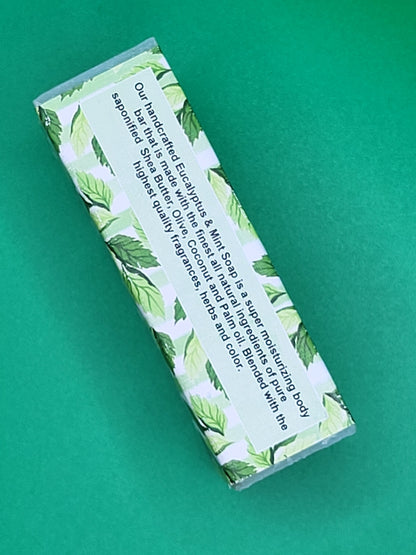 Our handcrafted Eucalyptus & Mint Soap is a super moisturizing body
bar that is made with the finest all natural ingredients of pure
saponified Shea Butter, Olive, Coconut and Palm oil. Blended with the
highest quality fragrances, herbs and color.